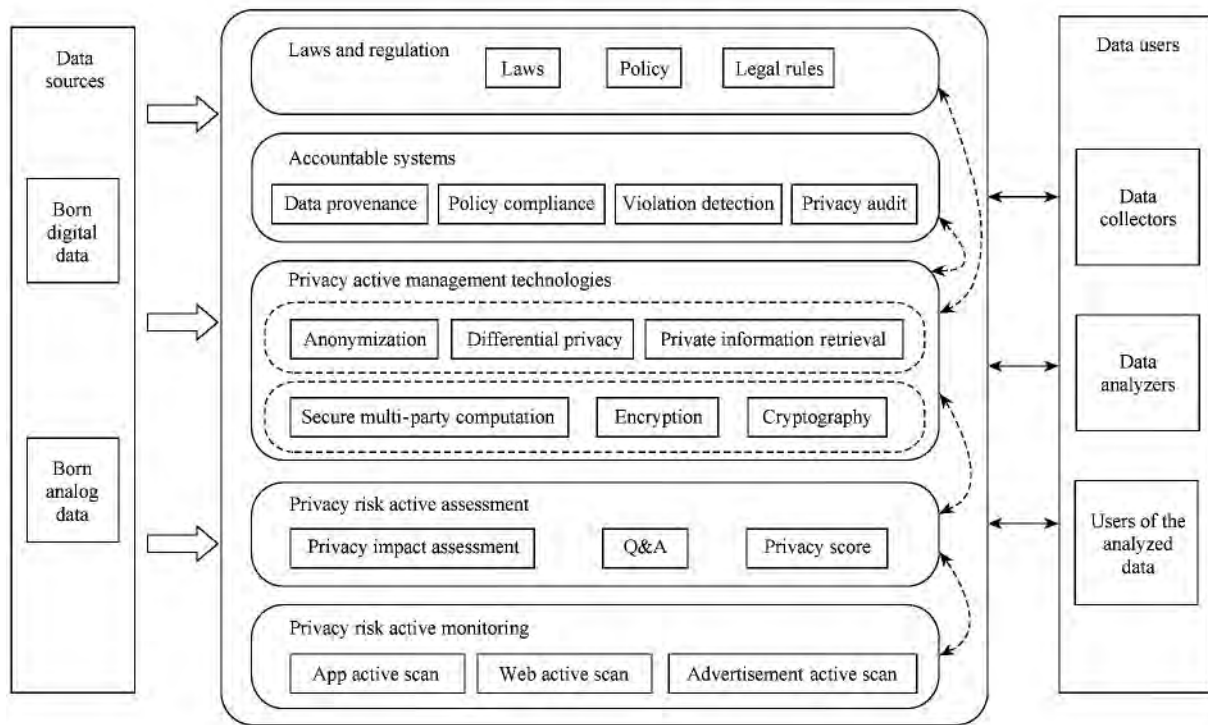 Data
sources
Born
digital
data
Born
analog
data
Laws and regulation
Laws
Policy
Legal rules
Accountable systems
Data provenance
Policy compliance
Violation detection
Privacy audit
Privacy active management technologies
Anonymization
Differential privacy
Private information retrieval
Secure multi-party computation
Encryption
Cryptography
Privacy risk active assessment
Privacy impact assessment
Q&A
Privacy score
Privacy risk active monitoring
App active scan
Web active scan
Advertisement active scan
Data users
Data
collectors
Data
analyzers
Users of the
analyzed
data